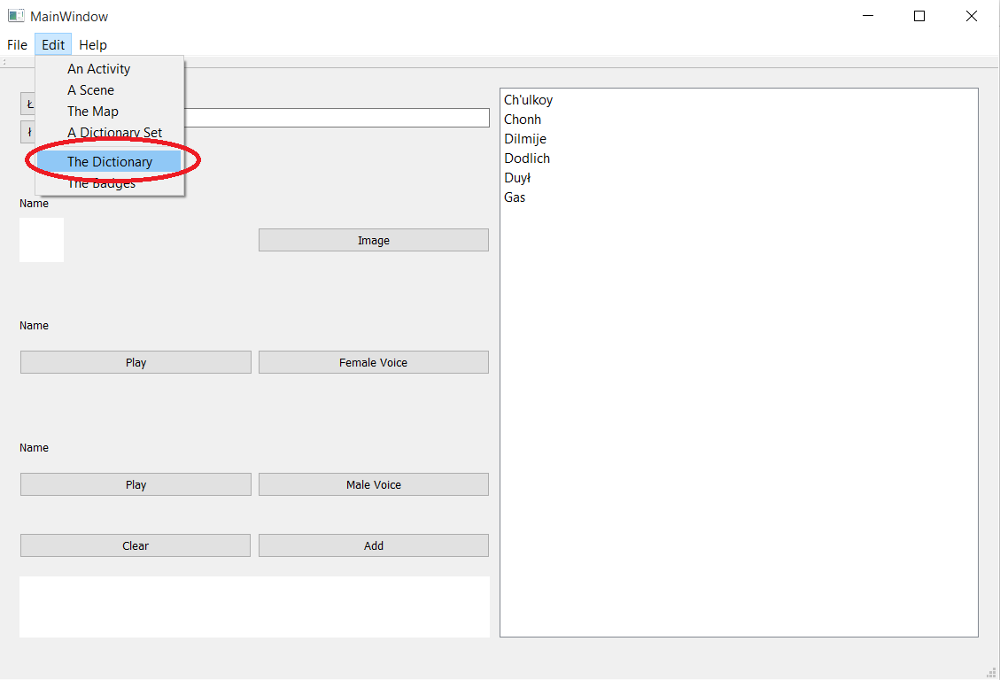 MainWindow
File Edit Help
An Activity
A Scene
The Map
A Dictionary Set
The Dictionary
The Badges
Ł
ł
Name
Image
Name
Play Female Voice
Name
Play Male Voice
Clear Add
Ch'ulkoy
Chonh
Dilmije
Dodlich
Duył
Gas